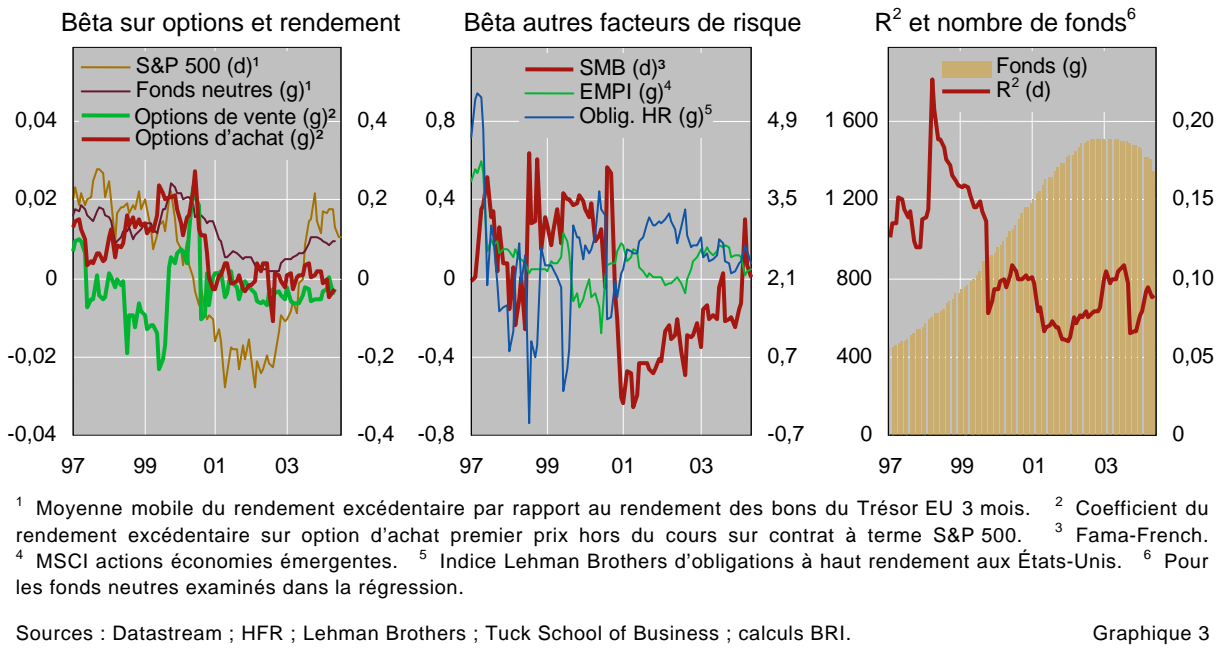 Bêta sur options et rendement
S&P 500 (d)¹
Fonds neutres (g)¹
Options de vente (g)²
Options d'achat (g)²
0,04
0,02
0
-0,02
-0,04
0,4
0,2
0
-0,2
-0,4
97 99 01 03
Bêta autres facteurs de risque
SMB (d)³
EMPI (g)⁴
Oblig. HR (g)⁵
0,8
0,4
0
-0,4
-0,8
4,9
3,5
2,1
0,7
-0,7
97 99 01 03
R² et nombre de fonds⁶
Fonds (g)
R² (d)
1 600
1 200
800
400
0
0,20
0,15
0,10
0,05
0
97 99 01 03
¹ Moyenne mobile du rendement excédentaire par rapport au rendement des bons du Trésor EU 3 mois. ² Coefficient du
rendement excédentaire sur option d'achat premier prix hors du cours sur contrat à terme S&P 500. ³ Fama-French.
⁴ MSCI actions économies émergentes. ⁵ Indice Lehman Brothers d'obligations à haut rendement aux États-Unis. ⁶ Pour
les fonds neutres examinés dans la régression.
Sources : Datastream ; HFR ; Lehman Brothers ; Tuck School of Business ; calculs BRI.
Graphique 3